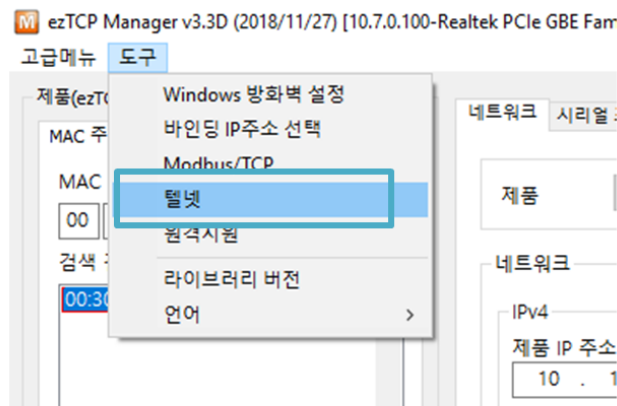 M ezTCP Manager v3.3D (2018/11/27) [10.7.0.100-Realtek PCIe GBE Fam
고급메뉴 도구
제품(ezTC
Windows 방화벽 설정
바인딩 IP주소 선택
Modbus/TCP
텔넷
원격지원
라이브러리 버전
언어
MAC 주
MAC
00
검색
00:30
네트워크 시리얼
제품
네트워크
IPv4
제품 IP 주소
10 . 1